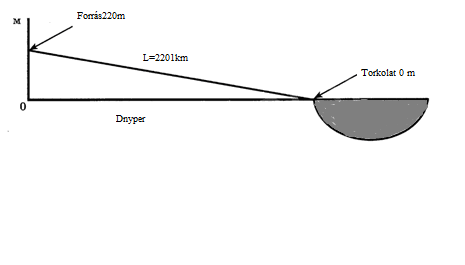 Forrás220m
м
L=2201km
Torkolat 0 m
0
Dnyper